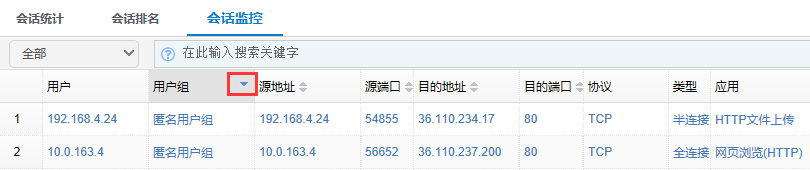 会话统计 会话排名 会话监控
全部 在此输入搜索关键字
用户 用户组 源地址 源端口 目的地址 目的端口 协议 类型 应用
1 192.168.4.24 匿名用户组 192.168.4.24 54855 36.110.234.17 80 TCP 半连接 HTTP文件上传
2 10.0.163.4 匿名用户组 10.0.163.4 56652 36.110.237.200 80 TCP 全连接 网页浏览(HTTP)